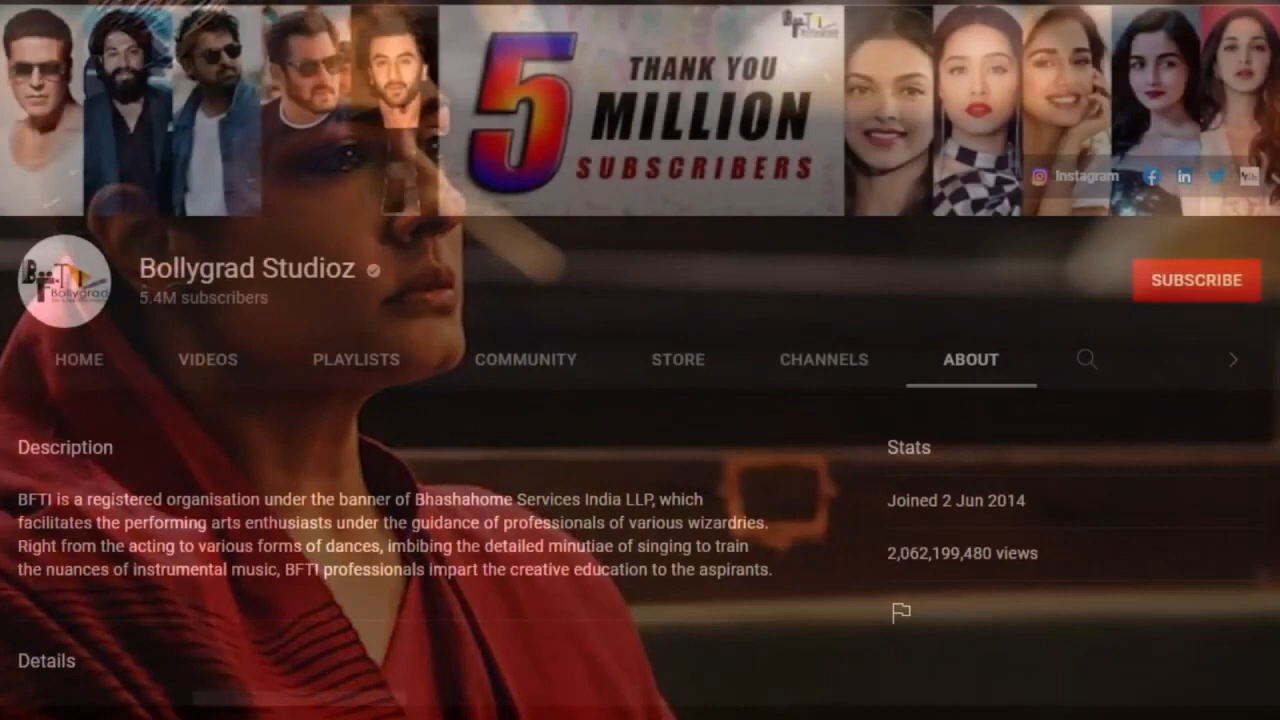 THANK YOU
5 MILLION
SUBSCRIBERS
Instagram
Bollygrad Studioz
5.4M subscribers
SUBSCRIBE
HOME VIDEOS PLAYLISTS COMMUNITY STORE CHANNELS ABOUT
Description
BFTI is a registered organisation under the banner of Bhashahome Services India LLP, which
facilitates the performing arts enthusiasts under the guidance of professionals of various wizardries.
Right from the acting to various forms of dances, imbibing the detailed minutiae of singing to train
the nuances of instrumental music, BFTI professionals impart the creative education to the aspirants.
Stats
Joined 2 Jun 2014
2,062,199,480 views
Details